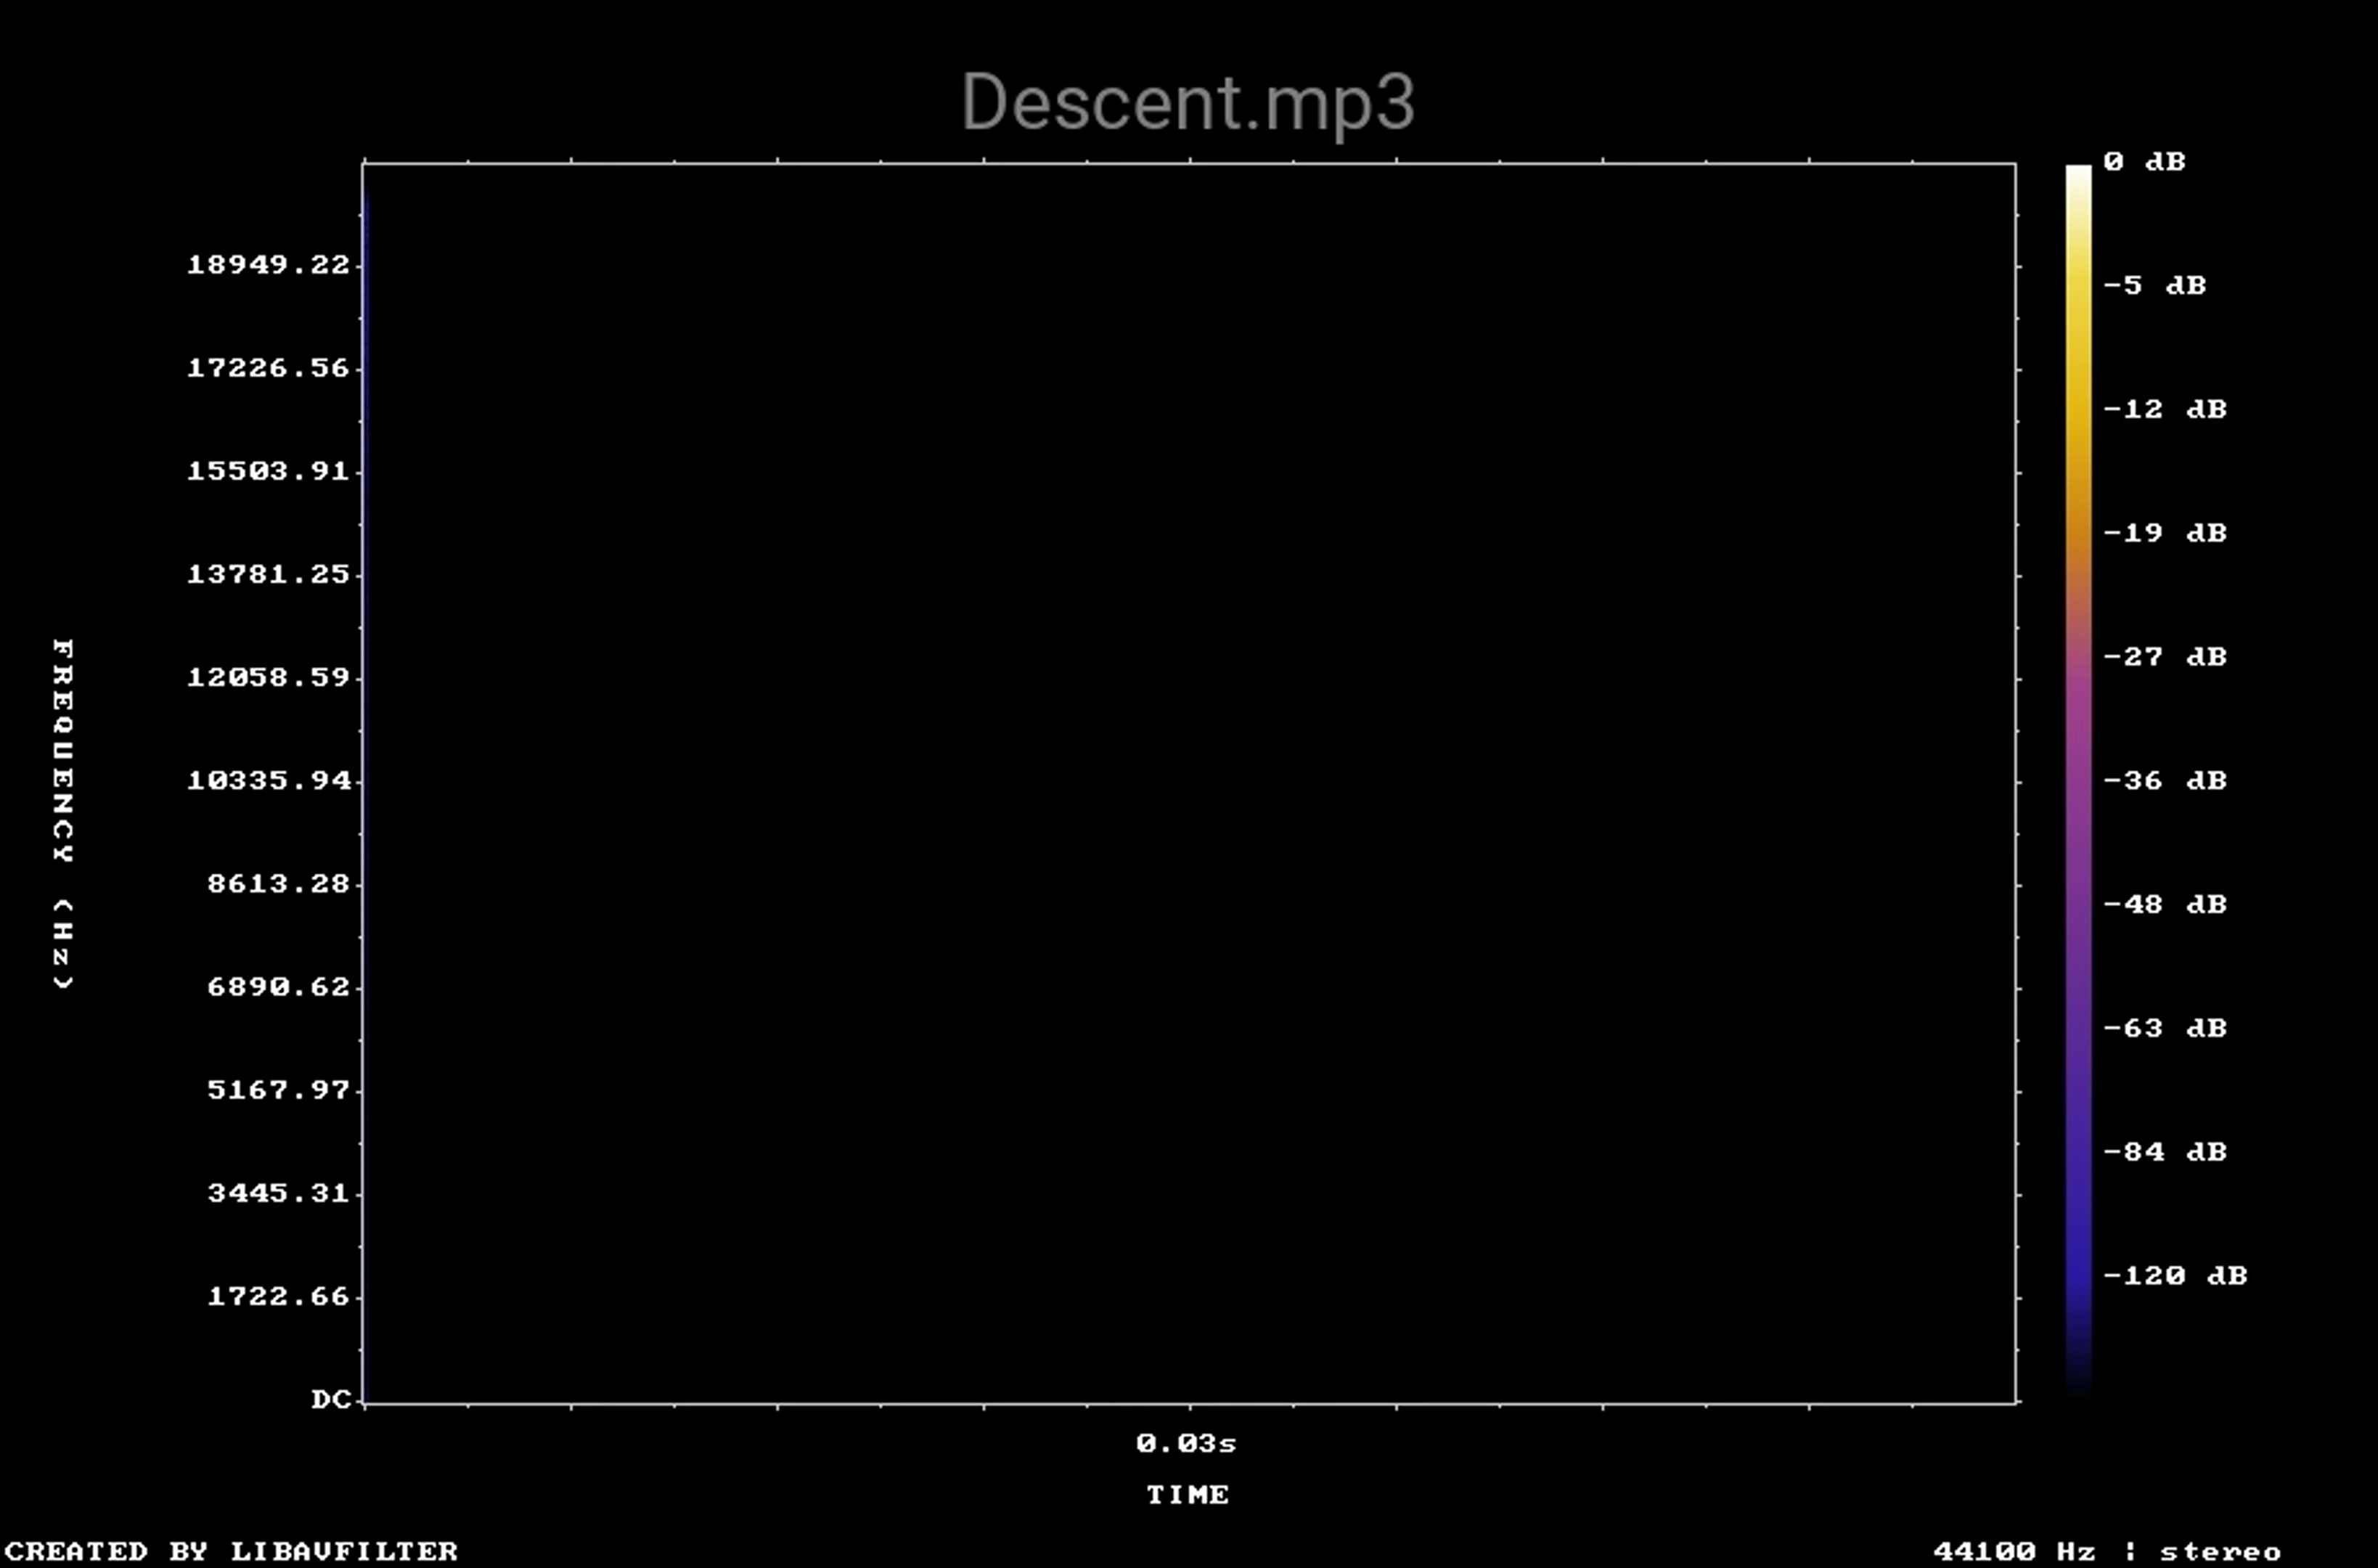 Descent.mp3
0 dB
18949.22
-5 dB
17226.56
-12 dB
15503.91
-19 dB
13781.25
-27 dB
12058.59
-36 dB
10335.94
FREQUENCY (Hz)
8613.28
-48 dB
6890.62
-63 dB
5167.97
-84 dB
3445.31
-120 dB
1722.66
DC
0.03s
TIME
CREATED BY LIBAVFILTER
44100 Hz | stereo